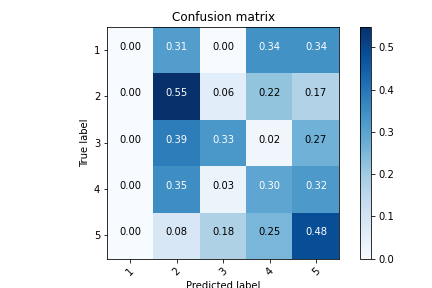 Confusion matrix
1 0.00 0.31 0.00 0.34 0.34
2 0.00 0.55 0.06 0.22 0.17
3 0.00 0.39 0.33 0.02 0.27
4 0.00 0.35 0.03 0.30 0.32
5 0.00 0.08 0.18 0.25 0.48
1 2 3 4 5
True label
Predicted label
0.5
0.4
0.3
0.2
0.1
0.0